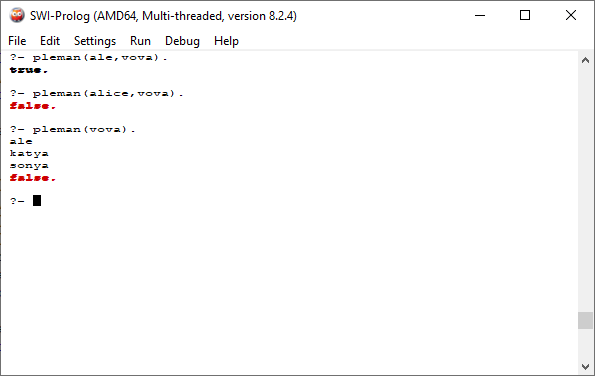 SWI-Prolog (AMD64, Multi-threaded, version 8.2.4)
File Edit Settings Run Debug Help
?- pleman(ale,vova).
true.
?- pleman(alice,vova).
false.
?- pleman(vova).
ale
katya
sonya
false.
?-